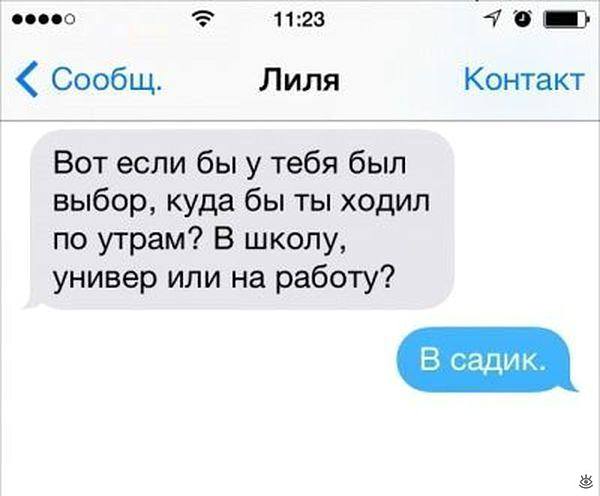 11:23
Сообщ.
Лиля
Контакт
Вот если бы у тебя был
выбор, куда бы ты ходил
по утрам? В школу,
универ или на работу?
В садик.